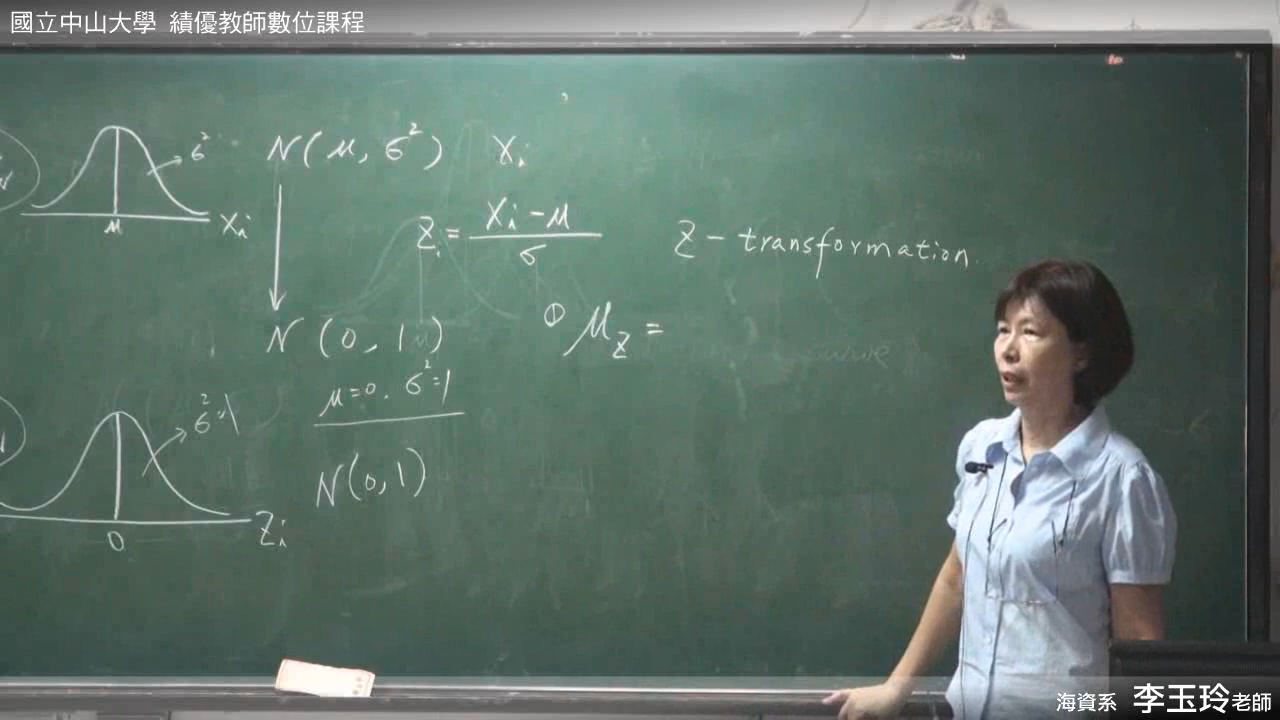 國立中山大學 績優教師數位課程
σ²
N(μ, σ²) Xi
μ Xi
Zi = (Xi - μ) / σ
Z - transformation
N (0, 1)
① μz =
μ=0. σ²=1
σ²=1
N(0,1)
0 Zi
海資系 李玉玲老師